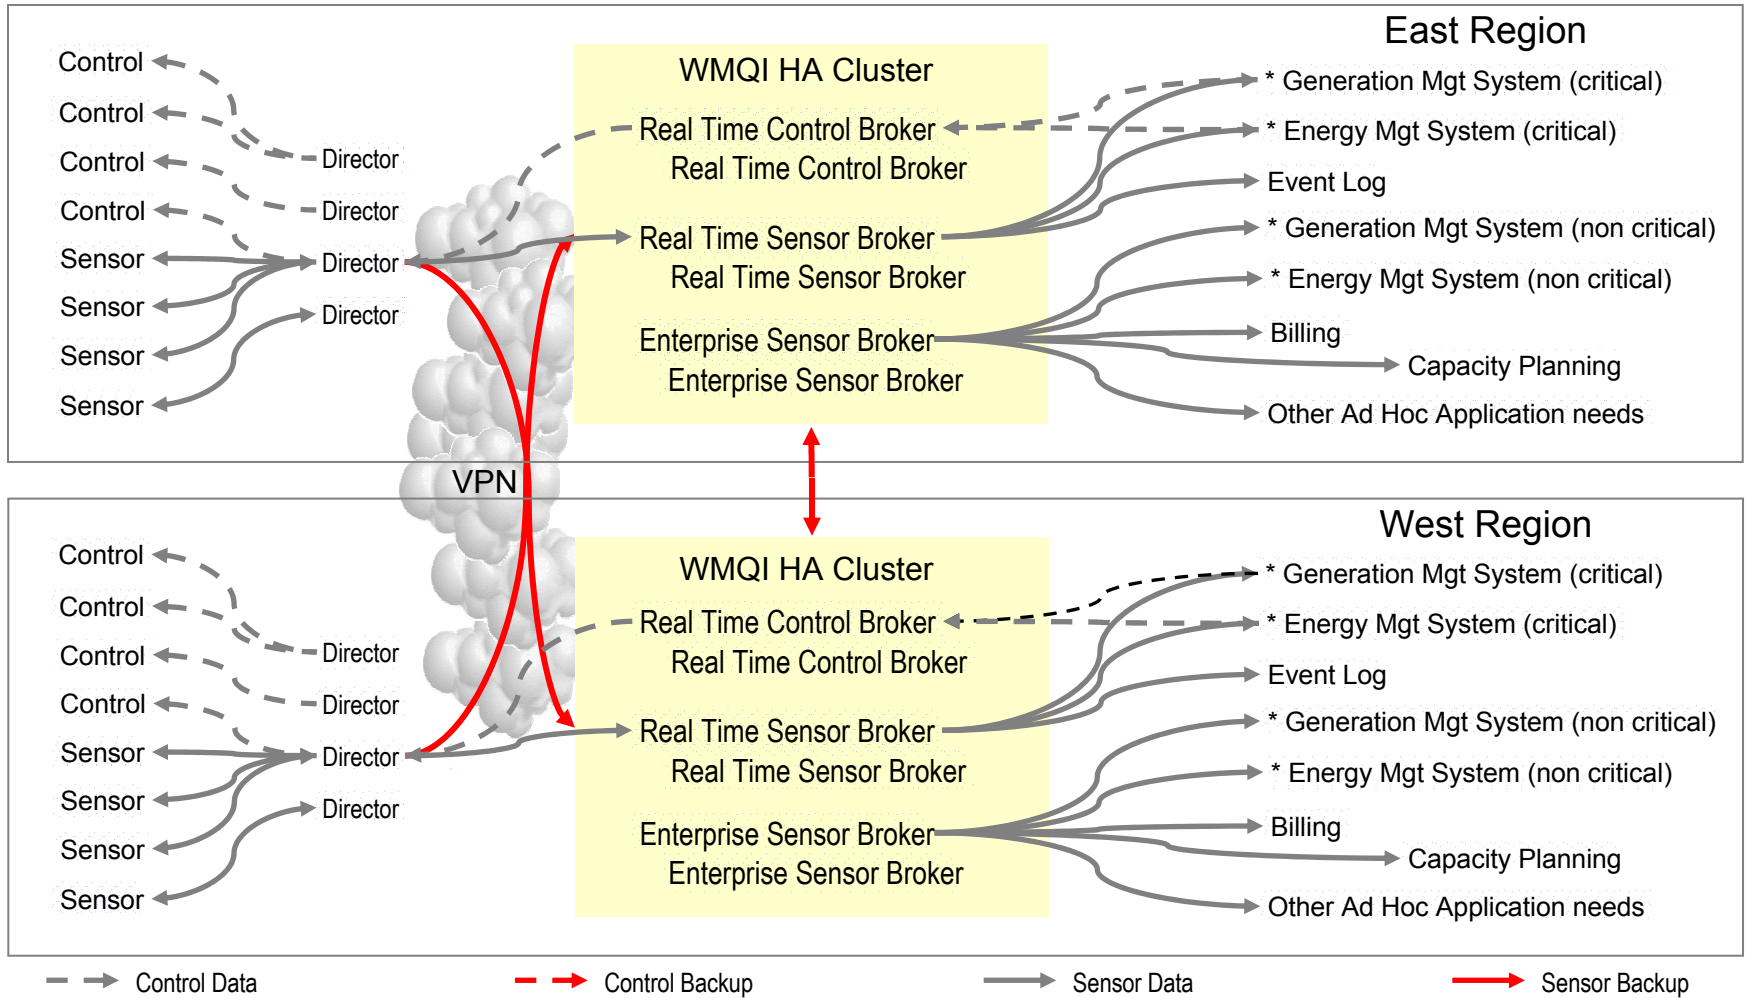 East Region
WMQI HA Cluster
Control
Control
Control
Control
Sensor
Sensor
Sensor
Sensor
Director
Director
Director
Director
Real Time Control Broker
Real Time Control Broker
Real Time Sensor Broker
Real Time Sensor Broker
Enterprise Sensor Broker
Enterprise Sensor Broker
* Generation Mgt System (critical)
* Energy Mgt System (critical)
Event Log
* Generation Mgt System (non critical)
* Energy Mgt System (non critical)
Billing
Capacity Planning
Other Ad Hoc Application needs
VPN
West Region
WMQI HA Cluster
Control
Control
Control
Control
Sensor
Sensor
Sensor
Sensor
Director
Director
Director
Director
Real Time Control Broker
Real Time Control Broker
Real Time Sensor Broker
Real Time Sensor Broker
Enterprise Sensor Broker
Enterprise Sensor Broker
* Generation Mgt System (critical)
* Energy Mgt System (critical)
Event Log
* Generation Mgt System (non critical)
* Energy Mgt System (non critical)
Billing
Capacity Planning
Other Ad Hoc Application needs
Control Data
Control Backup
Sensor Data
Sensor Backup